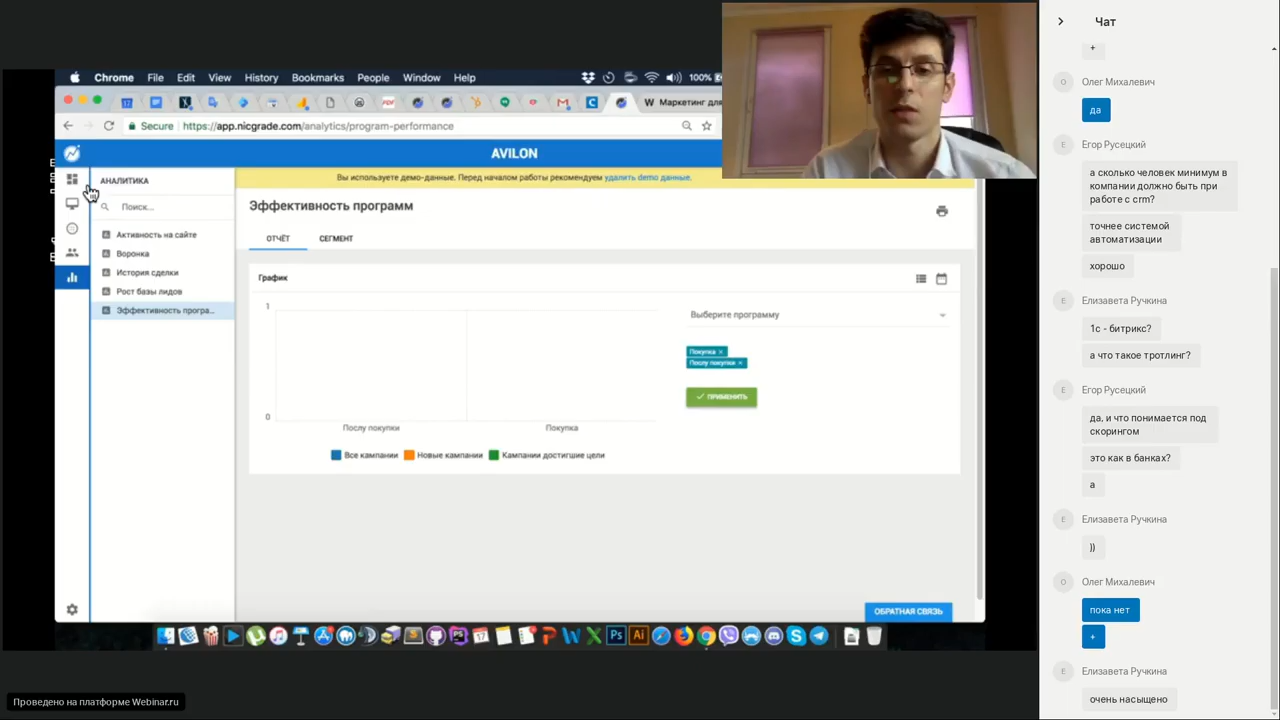 Chrome File Edit View History Bookmarks People Window Help
100%
Маркетинг для
Secure https://app.nicgrade.com/analytics/program-performance
AVILON
Вы используете демо-данные. Перед началом работы рекомендуем удалить demo данные.
АНАЛИТИКА
Поиск...
Активность на сайте
Воронка
История сделки
Рост базы лидов
Эффективность програ...
Эффективность программ
ОТЧЁТ СЕГМЕНТ
График
1
0
Послу покупки Покупка
Все кампании Новые кампании Кампании достигшие цели
Выберите программу
Покупка ×
Послу покупки ×
ПРИМЕНИТЬ
ОБРАТНАЯ СВЯЗЬ
Проведено на платформе Webinar.ru
Чат
+
О Олег Михалевич
да
Е Егор Русецкий
а сколько человек минимум в
компании должно быть при
работе с crm?
точнее системой
автоматизации
хорошо
Е Елизавета Ручкина
1с - битрикс?
а что такое тротлинг?
Е Егор Русецкий
да, и что понимается под
скорингом
это как в банках?
а
Е Елизавета Ручкина
))
О Олег Михалевич
пока нет
+
Е Елизавета Ручкина
очень насыщено